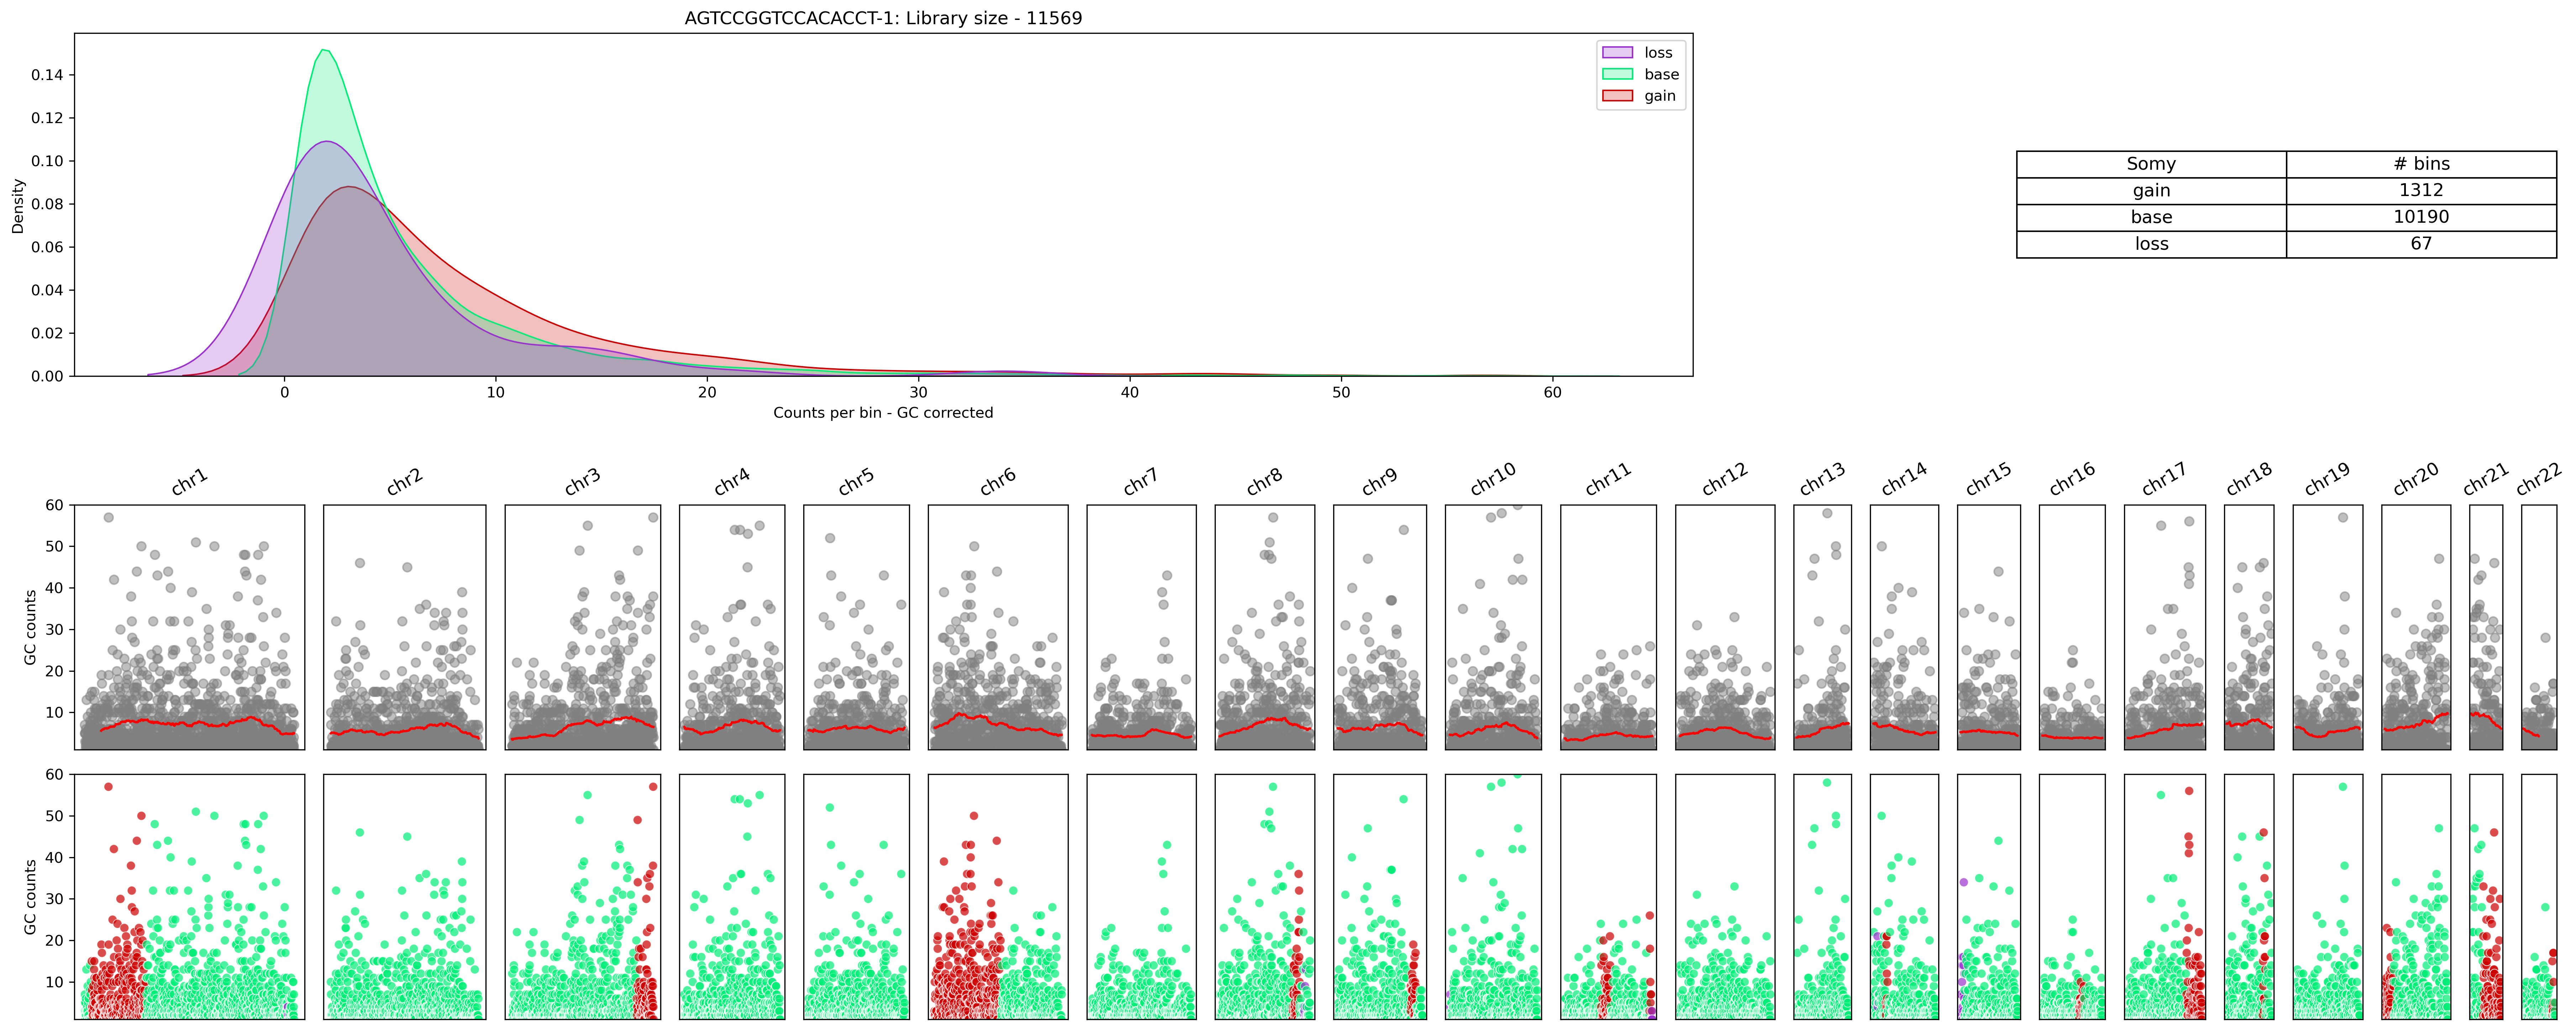 AGTCCGGTCCACACCT-1: Library size - 11569
loss
base
gain
Density
0.14
0.12
0.10
0.08
0.06
0.04
0.02
0.00
0 10 20 30 40 50 60
Counts per bin - GC corrected
Somy # bins
gain 1312
base 10190
loss 67
chr1 chr2 chr3 chr4 chr5 chr6 chr7 chr8 chr9 chr10 chr11 chr12 chr13 chr14 chr15 chr16 chr17 chr18 chr19 chr20 chr21 chr22
GC counts
60
50
40
30
20
10
GC counts
60
50
40
30
20
10